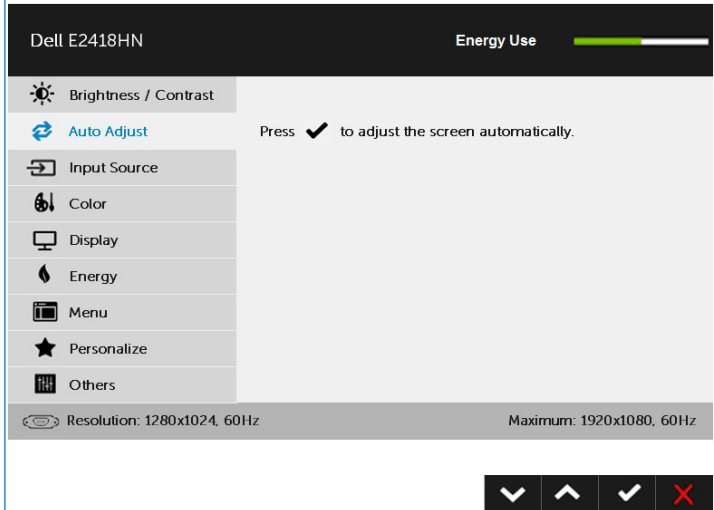 Dell E2418HN Energy Use
Brightness / Contrast
Auto Adjust Press ✔ to adjust the screen automatically.
Input Source
Color
Display
Energy
Menu
Personalize
Others
Resolution: 1280x1024, 60Hz Maximum: 1920x1080, 60Hz